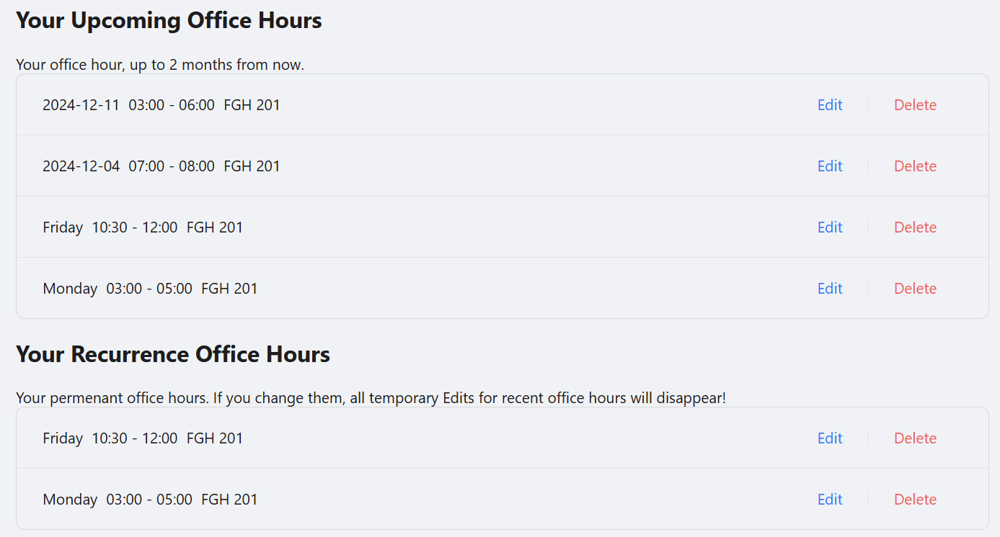 Your Upcoming Office Hours
Your office hour, up to 2 months from now.
2024-12-11 03:00 - 06:00 FGH 201 Edit Delete
2024-12-04 07:00 - 08:00 FGH 201 Edit Delete
Friday 10:30 - 12:00 FGH 201 Edit Delete
Monday 03:00 - 05:00 FGH 201 Edit Delete
Your Recurrence Office Hours
Your permenant office hours. If you change them, all temporary Edits for recent office hours will disappear!
Friday 10:30 - 12:00 FGH 201 Edit Delete
Monday 03:00 - 05:00 FGH 201 Edit Delete